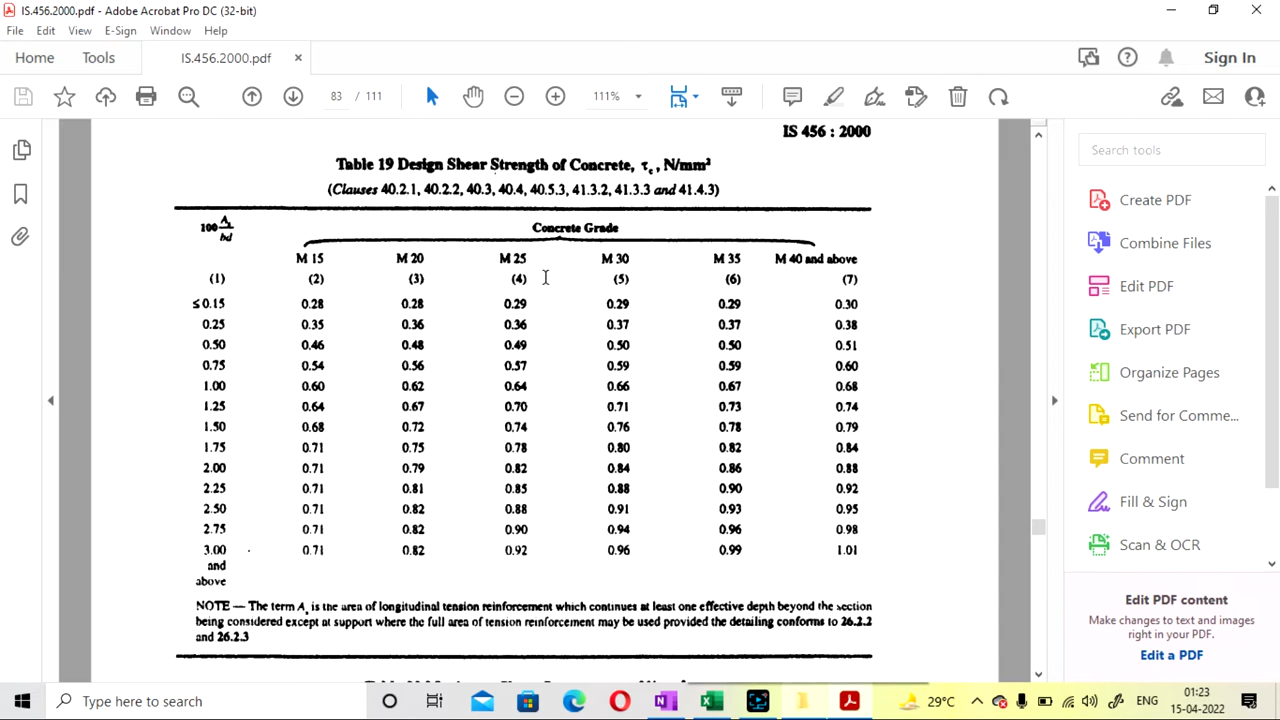 IS.456.2000.pdf - Adobe Acrobat Pro DC (32-bit)
File Edit View E-Sign Window Help
Home Tools IS.456.2000.pdf × Sign In
83 / 111 111%
IS 456 : 2000
Table 19 Design Shear Strength of Concrete, τc, N/mm²
(Clauses 40.2.1, 40.2.2, 40.3, 40.4, 40.5.3, 41.3.2, 41.3.3 and 41.4.3)
100 As/bd Concrete Grade
M 15 M 20 M 25 M 30 M 35 M 40 and above
(1) (2) (3) (4) (5) (6) (7)
≤ 0.15 0.28 0.28 0.29 0.29 0.29 0.30
0.25 0.35 0.36 0.36 0.37 0.37 0.38
0.50 0.46 0.48 0.49 0.50 0.50 0.51
0.75 0.54 0.56 0.57 0.59 0.59 0.60
1.00 0.60 0.62 0.64 0.66 0.67 0.68
1.25 0.64 0.67 0.70 0.71 0.73 0.74
1.50 0.68 0.72 0.74 0.76 0.78 0.79
1.75 0.71 0.75 0.78 0.80 0.82 0.84
2.00 0.71 0.79 0.82 0.84 0.86 0.88
2.25 0.71 0.81 0.85 0.88 0.90 0.92
2.50 0.71 0.82 0.88 0.91 0.93 0.95
2.75 0.71 0.82 0.90 0.94 0.96 0.98
3.00 0.71 0.82 0.92 0.96 0.99 1.01
and
above
NOTE — The term As is the area of longitudinal tension reinforcement which continues at least one effective depth beyond the section
being considered except at support where the full area of tension reinforcement may be used provided the detailing conforms to 26.2.2
and 26.2.3
Search tools
Create PDF
Combine Files
Edit PDF
Export PDF
Organize Pages
Send for Comme...
Comment
Fill & Sign
Scan & OCR
Edit PDF content
Make changes to text and images
right in your PDF.
Edit a PDF
Type here to search
29°C ENG
01:23
15-04-2022